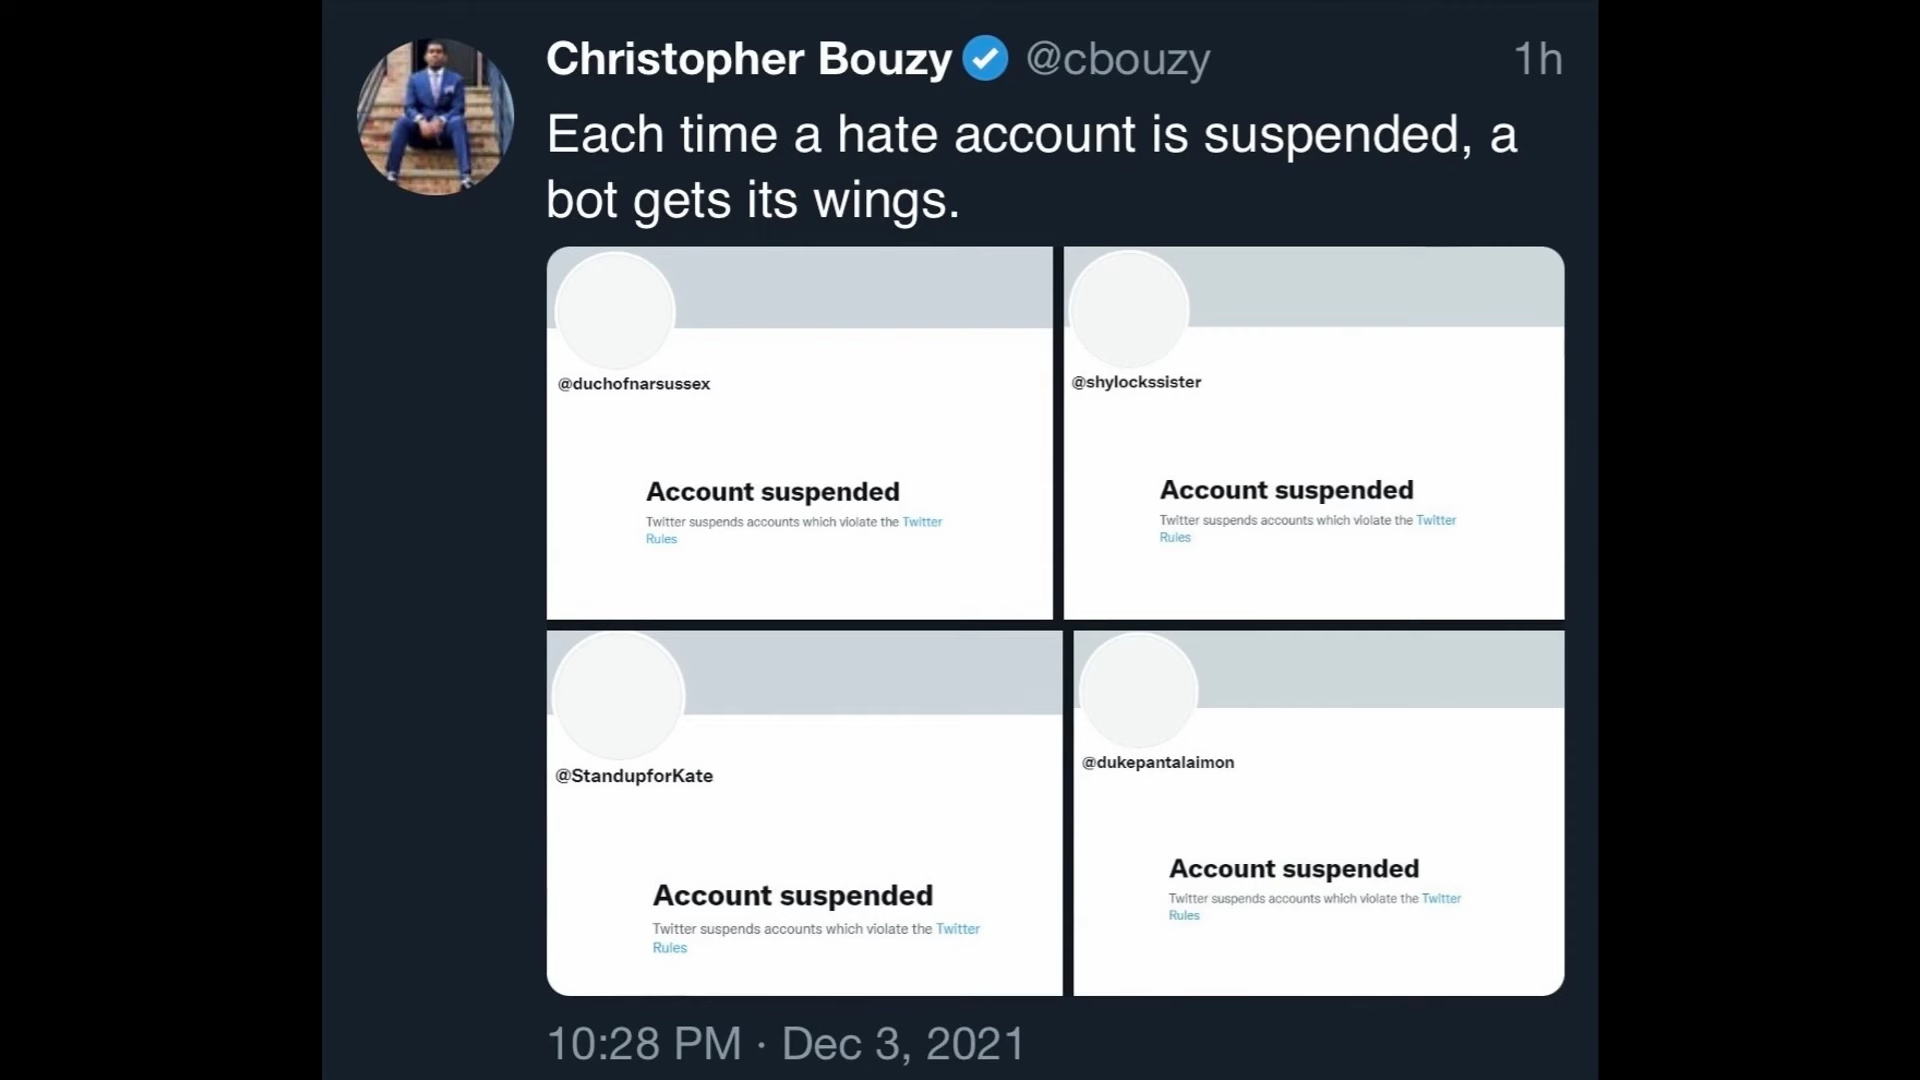 Christopher Bouzy @cbouzy 1h
Each time a hate account is suspended, a
bot gets its wings.
@duchofnarsussex
Account suspended
Twitter suspends accounts which violate the Twitter
Rules
@shylockssister
Account suspended
Twitter suspends accounts which violate the Twitter
Rules
@StandupforKate
Account suspended
Twitter suspends accounts which violate the Twitter
Rules
@dukepantalaimon
Account suspended
Twitter suspends accounts which violate the Twitter
Rules
10:28 PM · Dec 3, 2021